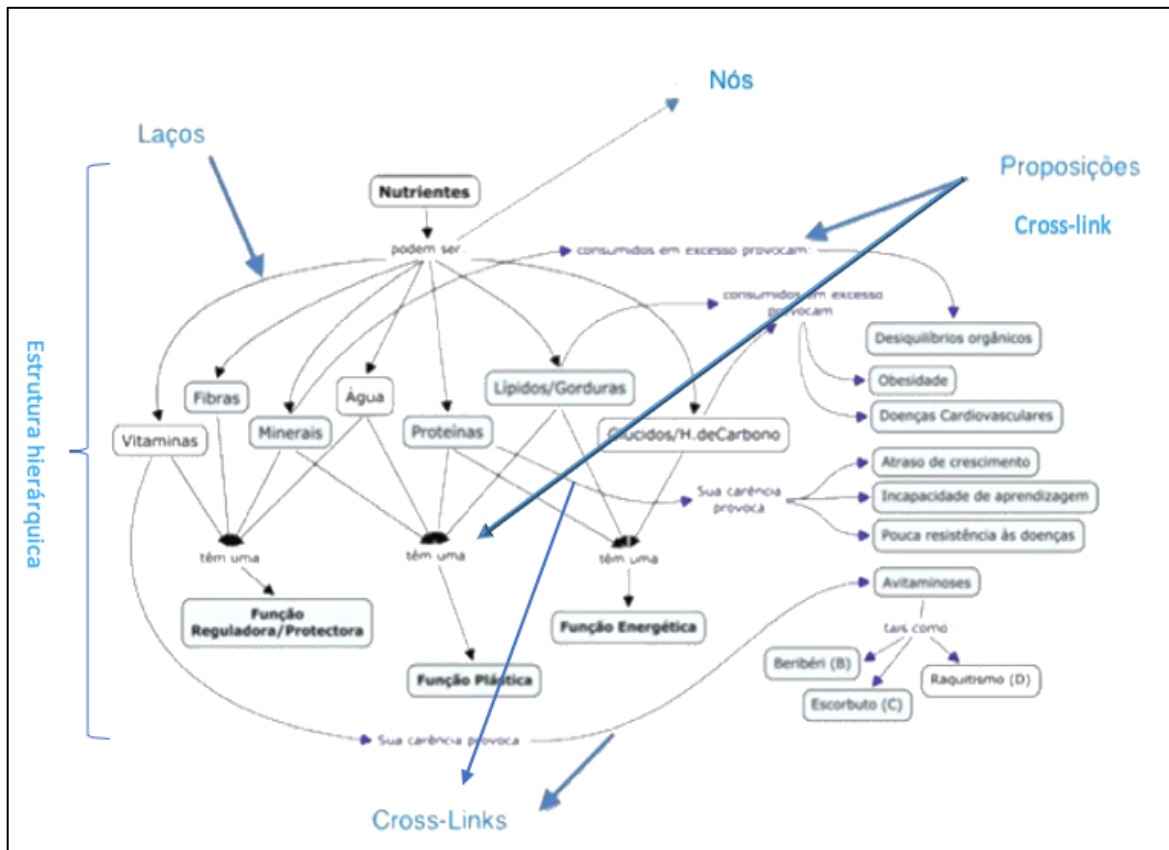 Nós
Laços
Proposições
Cross-link
Nutrientes
podem ser
consumidos em excesso provocam:
consumidos em excesso
provocam
Desiquilíbrios orgânicos
Obesidade
Doenças Cardiovasculares
Estrutura hierárquica
Vitaminas
Fibras
Minerais
Água
Proteínas
Lípidos/Gorduras
Glúcidos/H.deCarbono
Sua carência
provoca
Atraso de crescimento
Incapacidade de aprendizagem
Pouca resistência às doenças
têm uma
têm uma
têm uma
Função
Reguladora/Protectora
Função Plástica
Função Energética
Avitaminoses
tais como:
Beribéri (B)
Escorbuto (C)
Raquitismo (D)
Sua carência provoca
Cross-Links